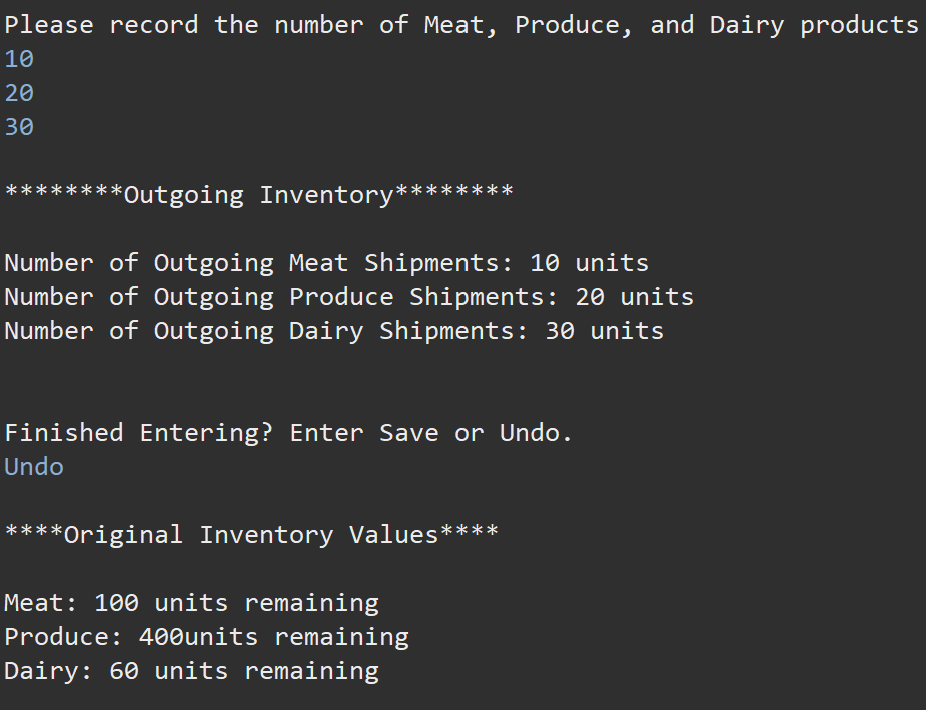 Please record the number of Meat, Produce, and Dairy products
10
20
30
********Outgoing Inventory********
Number of Outgoing Meat Shipments: 10 units
Number of Outgoing Produce Shipments: 20 units
Number of Outgoing Dairy Shipments: 30 units
Finished Entering? Enter Save or Undo.
Undo
****Original Inventory Values****
Meat: 100 units remaining
Produce: 400units remaining
Dairy: 60 units remaining